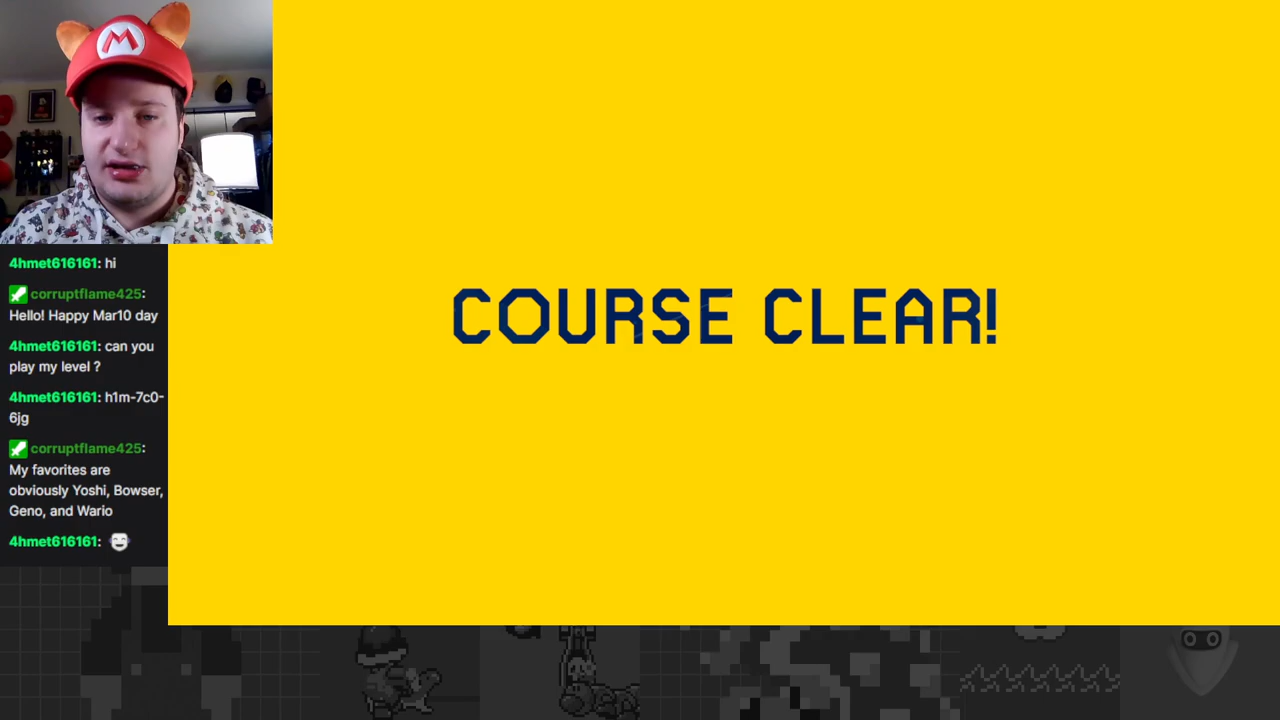 M
4hmet616161: hi
corruptflame425:
Hello! Happy Mar10 day
4hmet616161: can you
play my level ?
4hmet616161: h1m-7c0-
6jg
corruptflame425:
My favorites are
obviously Yoshi, Bowser,
Geno, and Wario
4hmet616161:
COURSE CLEAR!